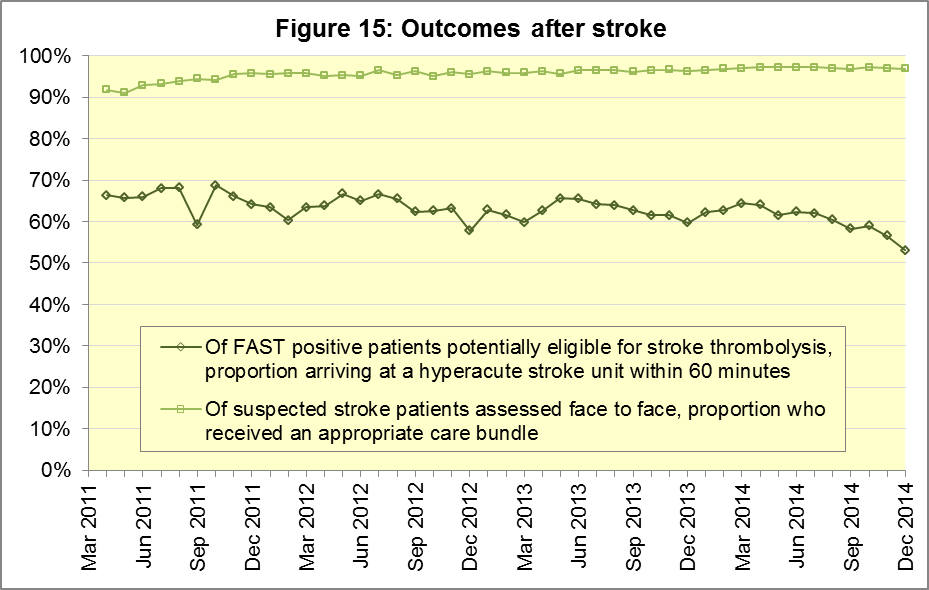 Figure 15: Outcomes after stroke
100%
90%
80%
70%
60%
50%
40%
30%
20%
10%
0%
Of FAST positive patients potentially eligible for stroke thrombolysis,
proportion arriving at a hyperacute stroke unit within 60 minutes
Of suspected stroke patients assessed face to face, proportion who
received an appropriate care bundle
Mar 2011
Jun 2011
Sep 2011
Dec 2011
Mar 2012
Jun 2012
Sep 2012
Dec 2012
Mar 2013
Jun 2013
Sep 2013
Dec 2013
Mar 2014
Jun 2014
Sep 2014
Dec 2014